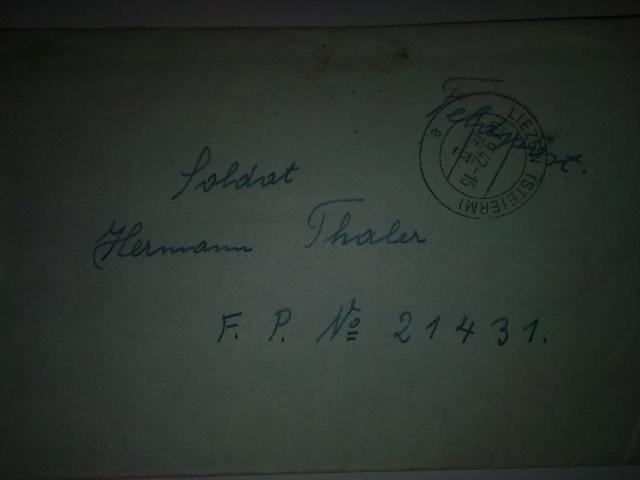 Feldpost.
LIEZEN (STEIERM)
a
Soldat
Hermann Thaler
F. P. № 21431.